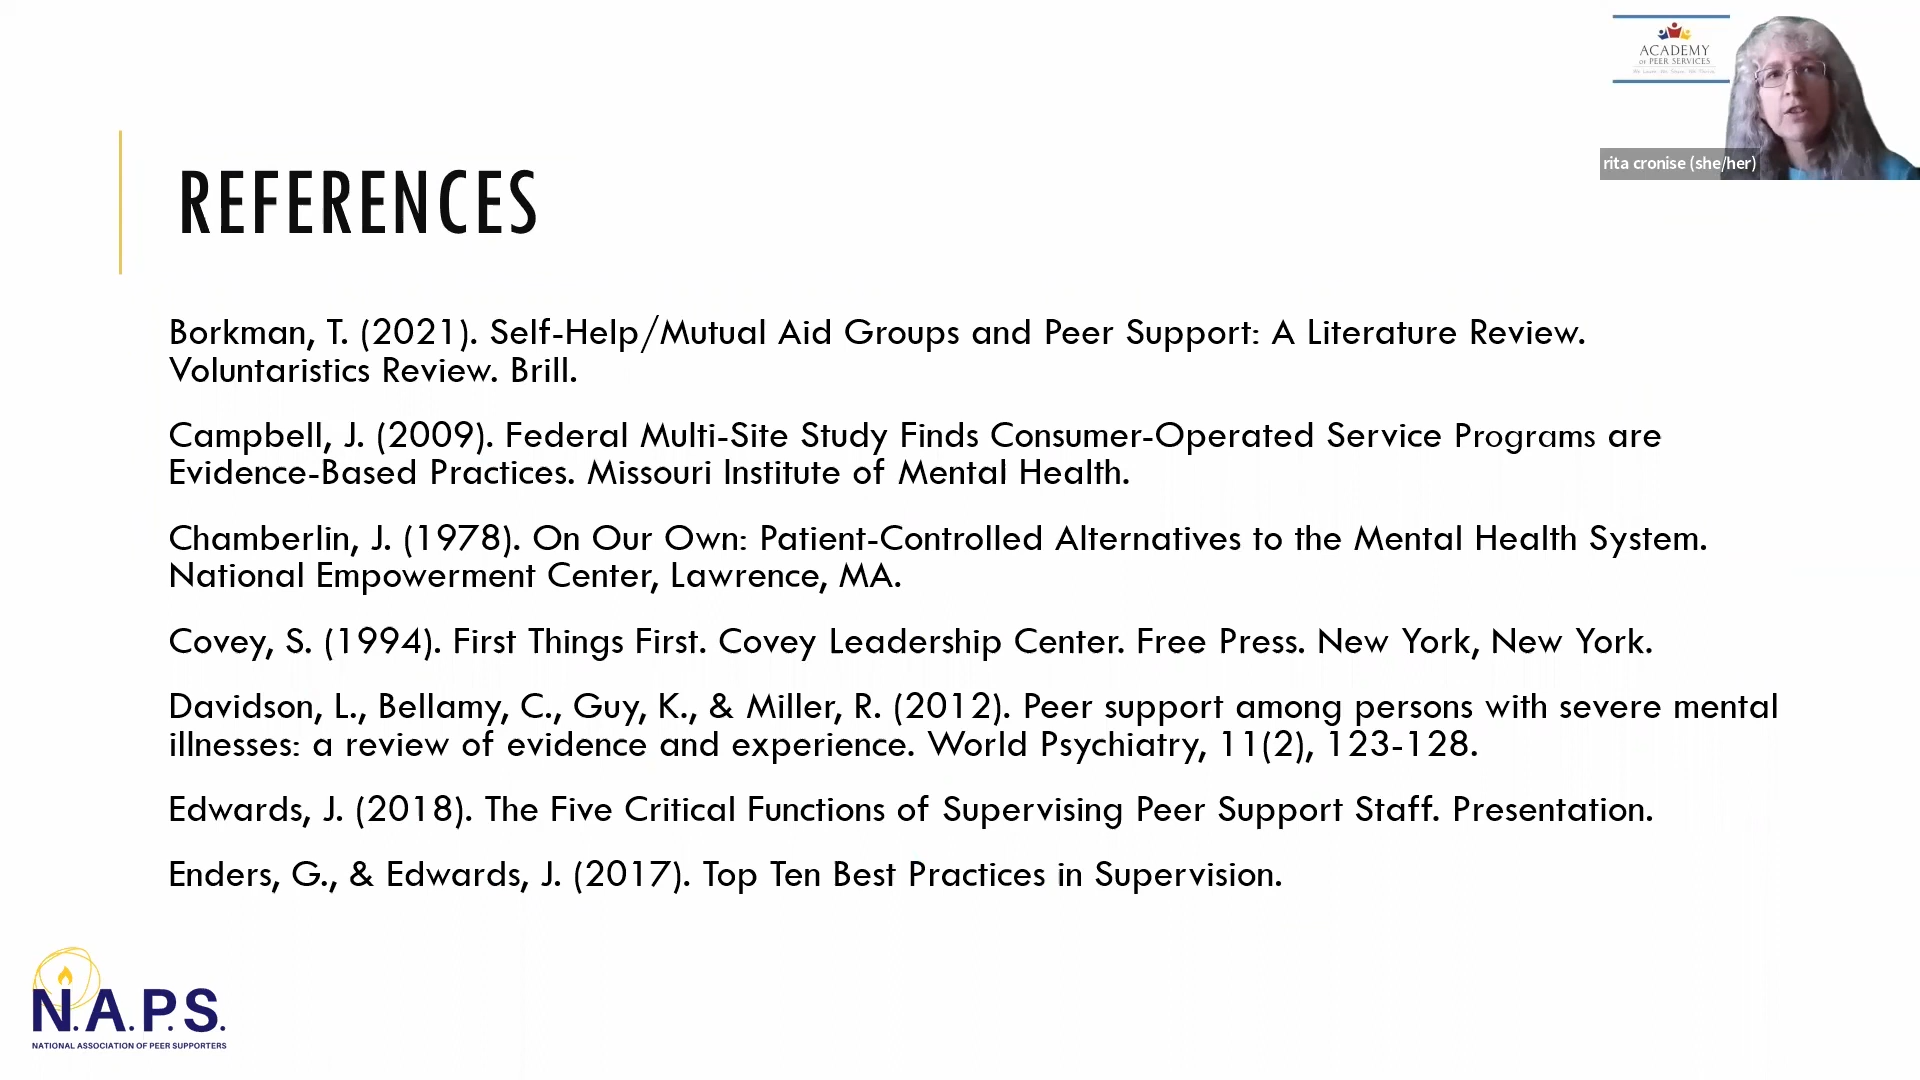 ACADEMY
OF PEER SERVICES
rita cronise (she/her)
REFERENCES
Borkman, T. (2021). Self-Help/Mutual Aid Groups and Peer Support: A Literature Review.
Voluntaristics Review. Brill.
Campbell, J. (2009). Federal Multi-Site Study Finds Consumer-Operated Service Programs are
Evidence-Based Practices. Missouri Institute of Mental Health.
Chamberlin, J. (1978). On Our Own: Patient-Controlled Alternatives to the Mental Health System.
National Empowerment Center, Lawrence, MA.
Covey, S. (1994). First Things First. Covey Leadership Center. Free Press. New York, New York.
Davidson, L., Bellamy, C., Guy, K., & Miller, R. (2012). Peer support among persons with severe mental
illnesses: a review of evidence and experience. World Psychiatry, 11(2), 123-128.
Edwards, J. (2018). The Five Critical Functions of Supervising Peer Support Staff. Presentation.
Enders, G., & Edwards, J. (2017). Top Ten Best Practices in Supervision.
N.A.P.S.
NATIONAL ASSOCIATION OF PEER SUPPORTERS